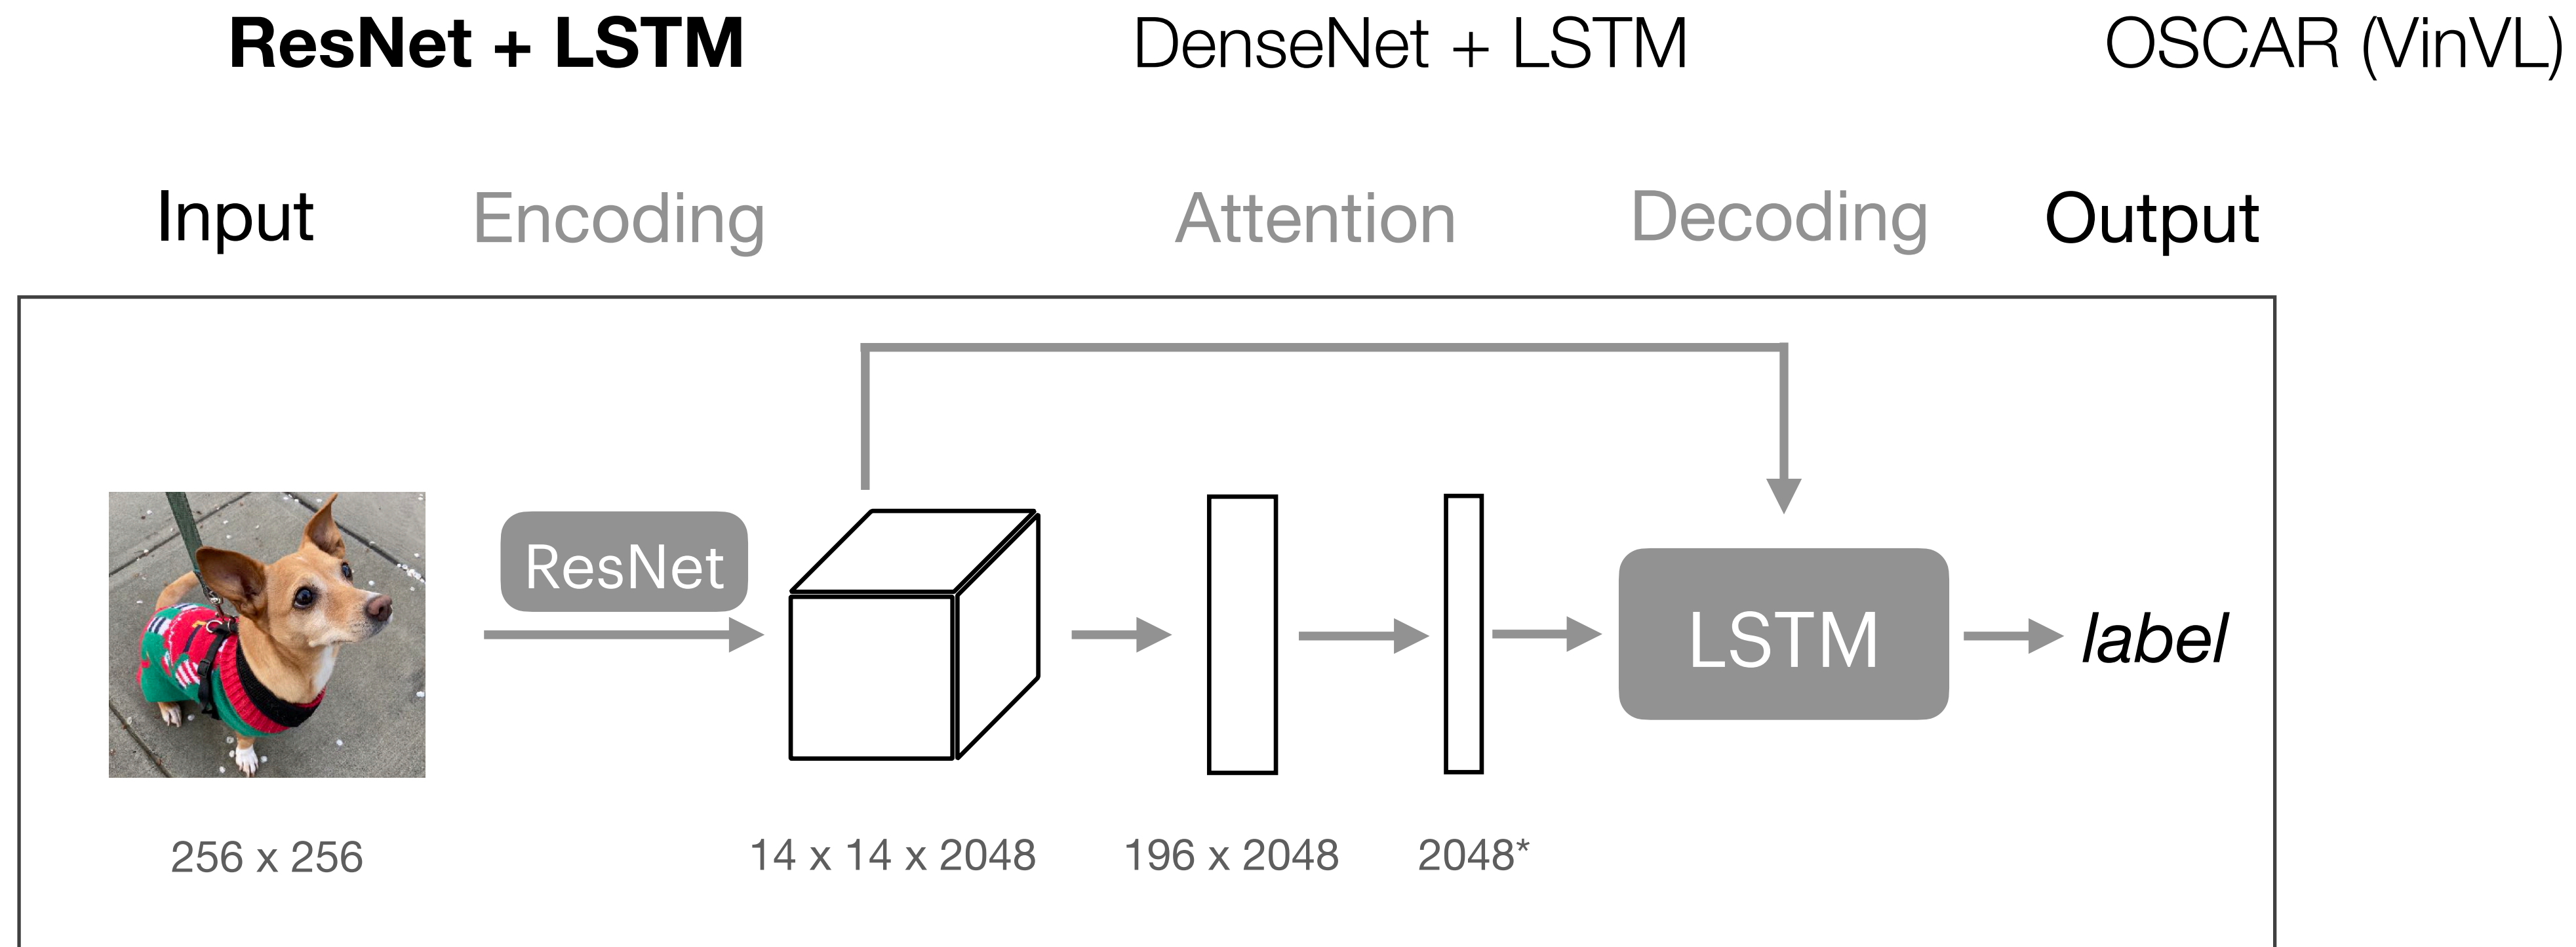 ResNet + LSTM DenseNet + LSTM OSCAR (VinVL)
Input Encoding Attention Decoding Output
ResNet
LSTM
label
256 x 256 14 x 14 x 2048 196 x 2048 2048*